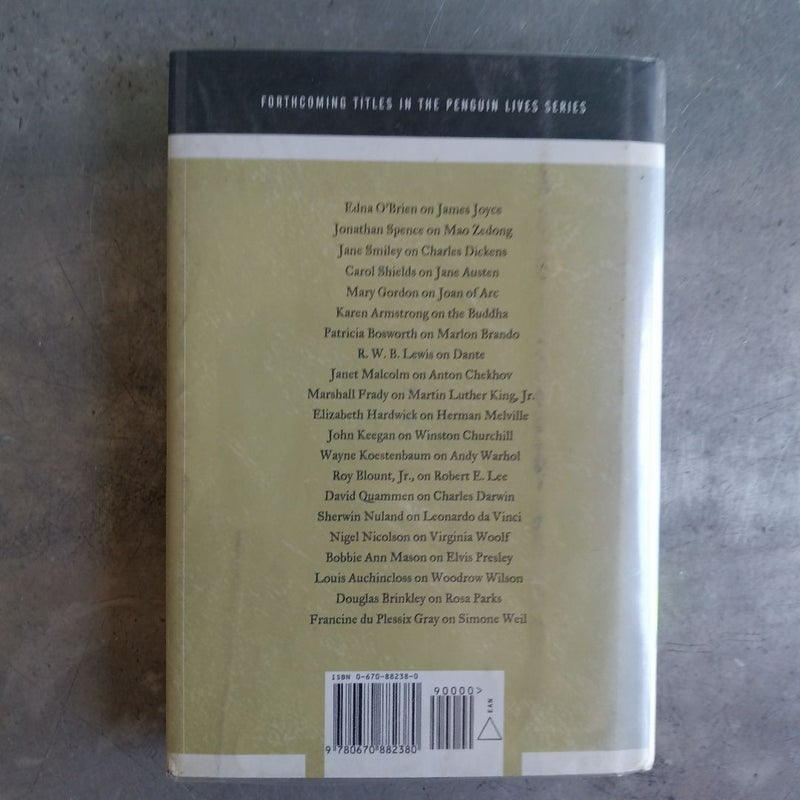 FORTHCOMING TITLES IN THE PENGUIN LIVES SERIES
Edna O'Brien on James Joyce
Jonathan Spence on Mao Zedong
Jane Smiley on Charles Dickens
Carol Shields on Jane Austen
Mary Gordon on Joan of Arc
Karen Armstrong on the Buddha
Patricia Bosworth on Marlon Brando
R. W. B. Lewis on Dante
Janet Malcolm on Anton Chekhov
Marshall Frady on Martin Luther King, Jr.
Elizabeth Hardwick on Herman Melville
John Keegan on Winston Churchill
Wayne Koestenbaum on Andy Warhol
Roy Blount, Jr., on Robert E. Lee
David Quammen on Charles Darwin
Sherwin Nuland on Leonardo da Vinci
Nigel Nicolson on Virginia Woolf
Bobbie Ann Mason on Elvis Presley
Louis Auchincloss on Woodrow Wilson
Douglas Brinkley on Rosa Parks
Francine du Plessix Gray on Simone Weil
ISBN 0-670-88238-0
90000>
EAN
9 780670 882380